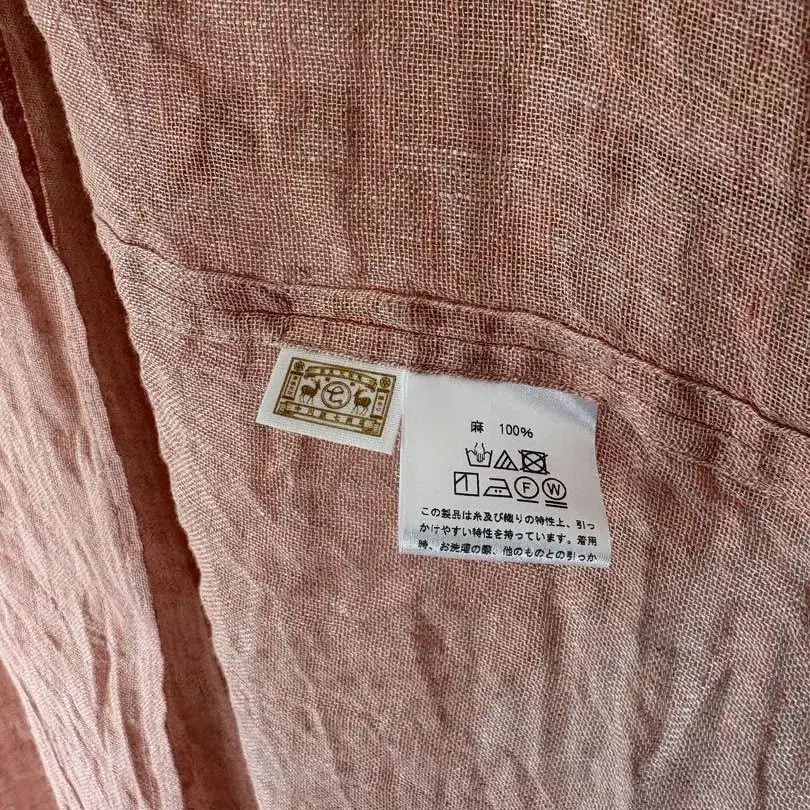 七
麻 100%
F W
この製品は糸及び織りの特性上、引っ
かけやすい特性を持っています。着用
時、お洗濯の際、他のものとの引っか